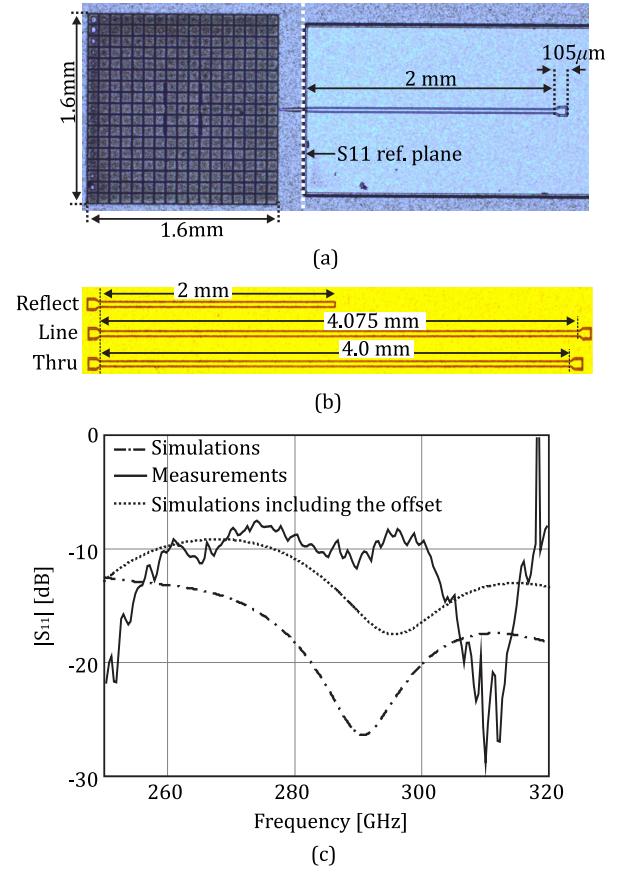 105μm
2 mm
1.6mm
S11 ref. plane
1.6mm
(a)
2 mm
Reflect
4.075 mm
Line
4.0 mm
Thru
(b)
0
Simulations
Measurements
Simulations including the offset
-10
|S₁₁| [dB]
-20
-30
260
280
300
320
Frequency [GHz]
(c)